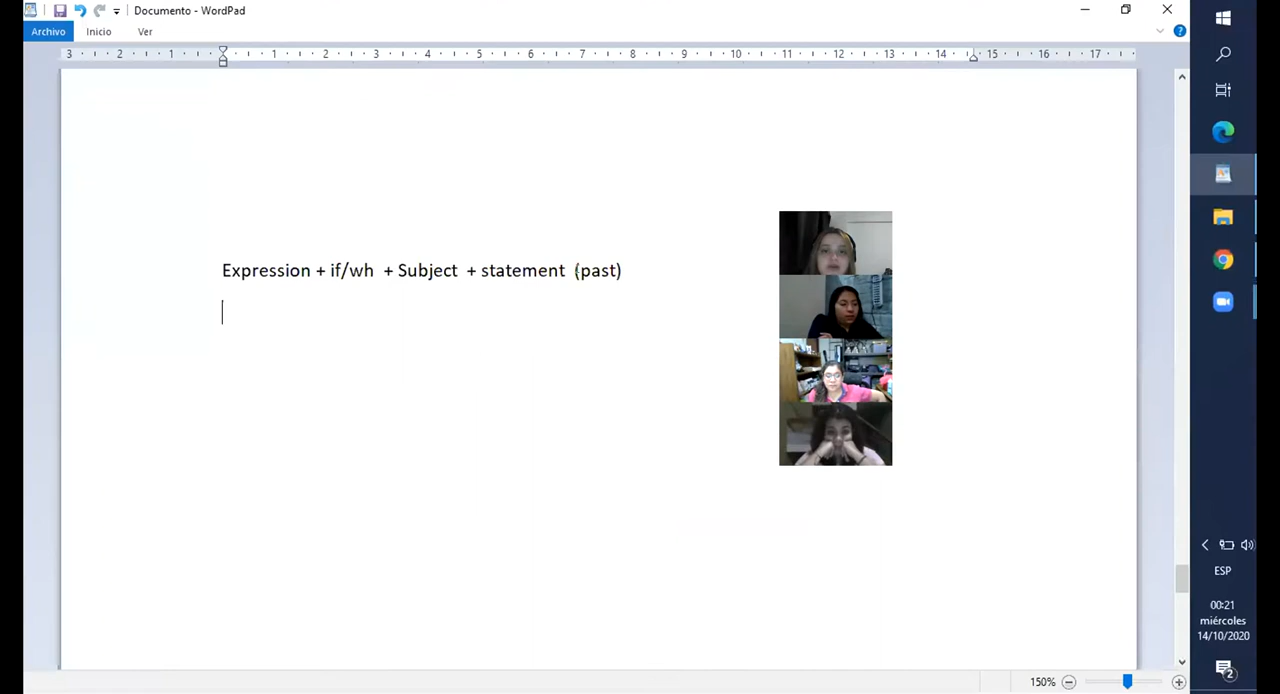 Documento - WordPad
Archivo Inicio Ver
3 2 1 1 2 3 4 5 6 7 8 9 10 11 12 13 14 15 16 17
Expression + if/wh + Subject + statement (past)
ESP
00:21
miércoles
14/10/2020
2
150%